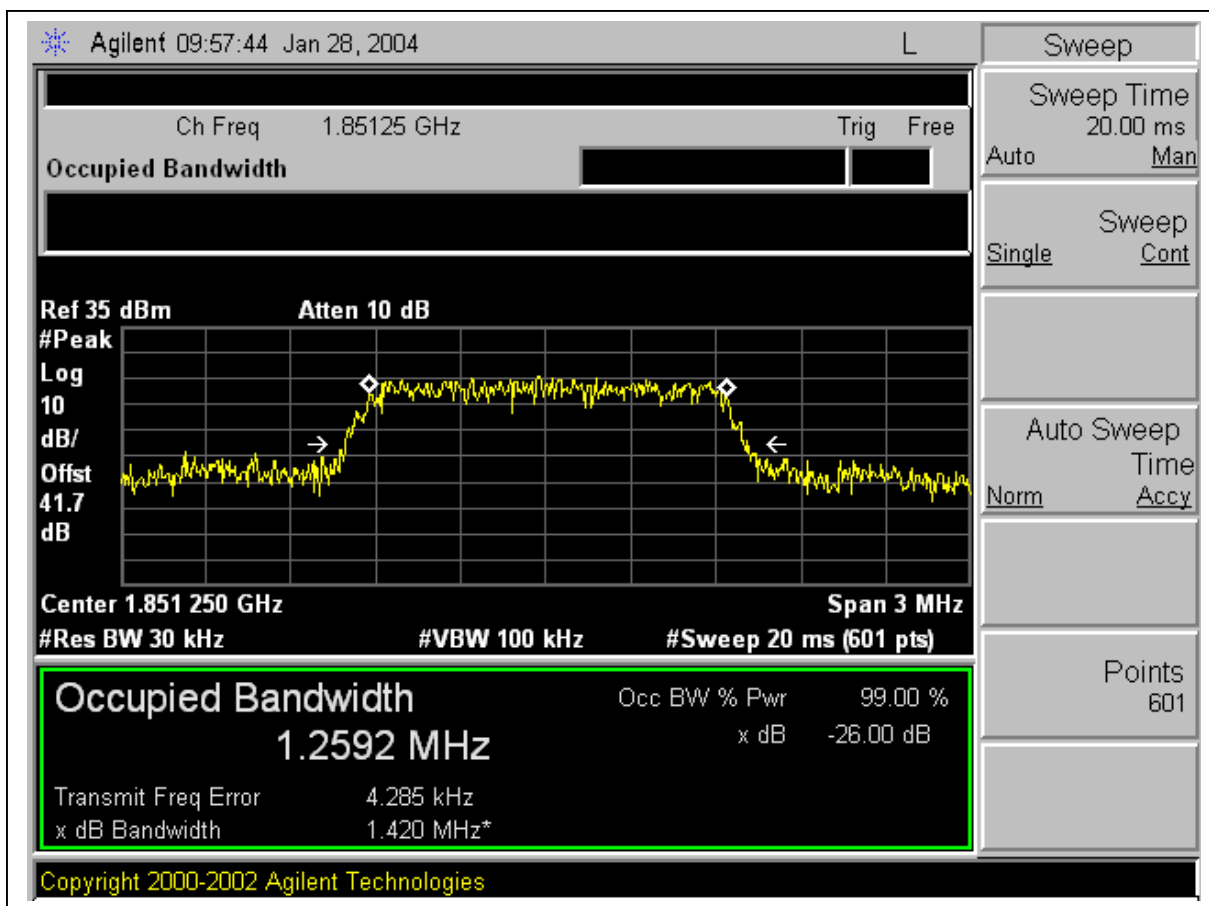 Agilent 09:57:44 Jan 28, 2004 L
Ch Freq 1.85125 GHz Trig Free
Occupied Bandwidth
Ref 35 dBm Atten 10 dB
#Peak
Log
10
dB/
Offst
41.7
dB
Center 1.851 250 GHz Span 3 MHz
#Res BW 30 kHz #VBW 100 kHz #Sweep 20 ms (601 pts)
Occupied Bandwidth
1.2592 MHz
Occ BW % Pwr 99.00 %
x dB -26.00 dB
Transmit Freq Error 4.285 kHz
x dB Bandwidth 1.420 MHz*
Copyright 2000-2002 Agilent Technologies
Sweep
Sweep Time
20.00 ms
Auto Man
Sweep
Single Cont
Auto Sweep
Time
Norm Accy
Points
601